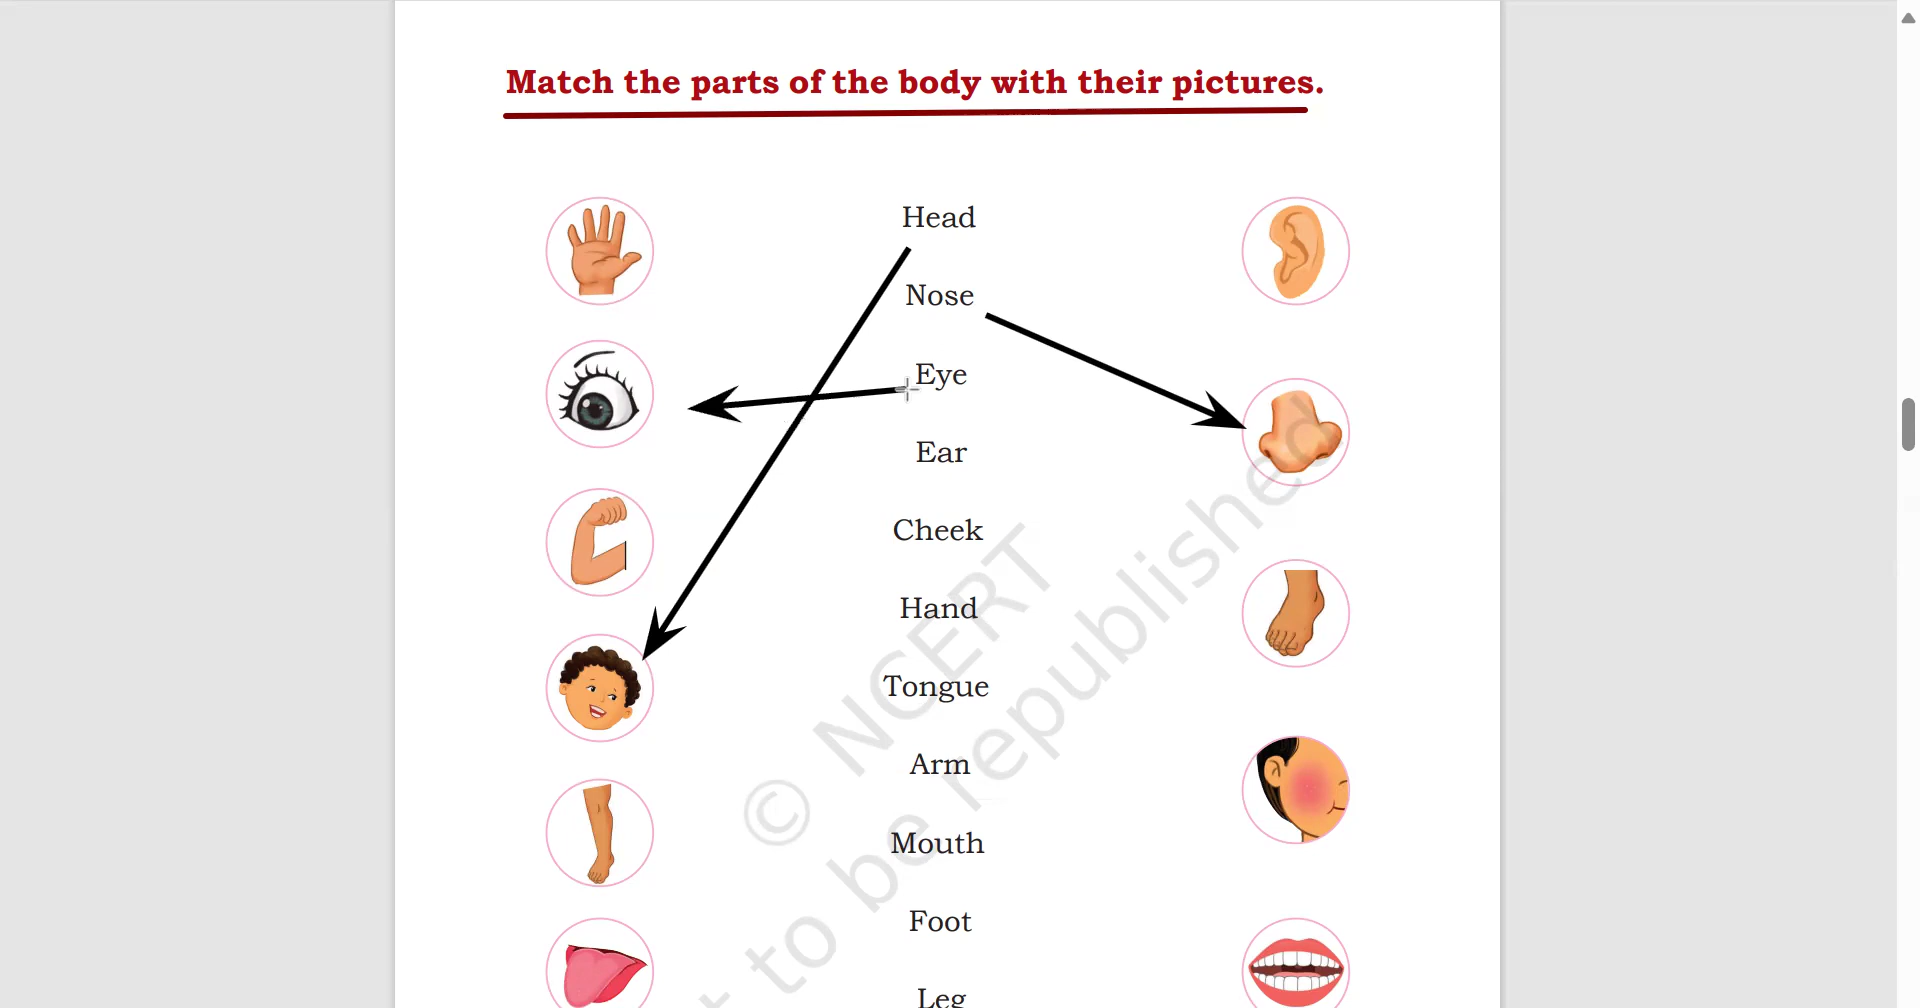 Match the parts of the body with their pictures.
Head
Nose
Eye
Ear
Cheek
Hand
Tongue
Arm
Mouth
Foot
Leg
© NCERT
t to be republished